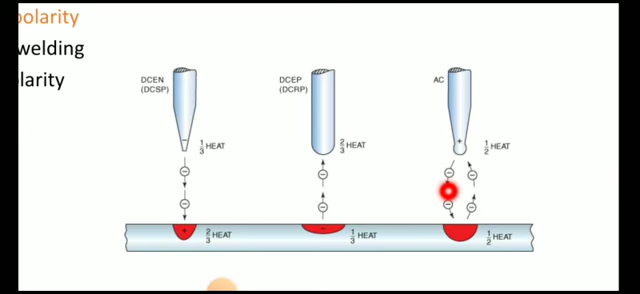 polarity
welding
larity
DCEN
(DCSP)
DCEP
(DCRP)
AC
-
+
1/3 HEAT
2/3 HEAT
1/2 HEAT
+
2/3 HEAT
-
1/3 HEAT
1/2 HEAT